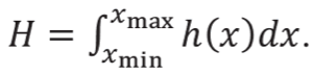 H = ∫_{x_min}^{x_max} h(x)dx.